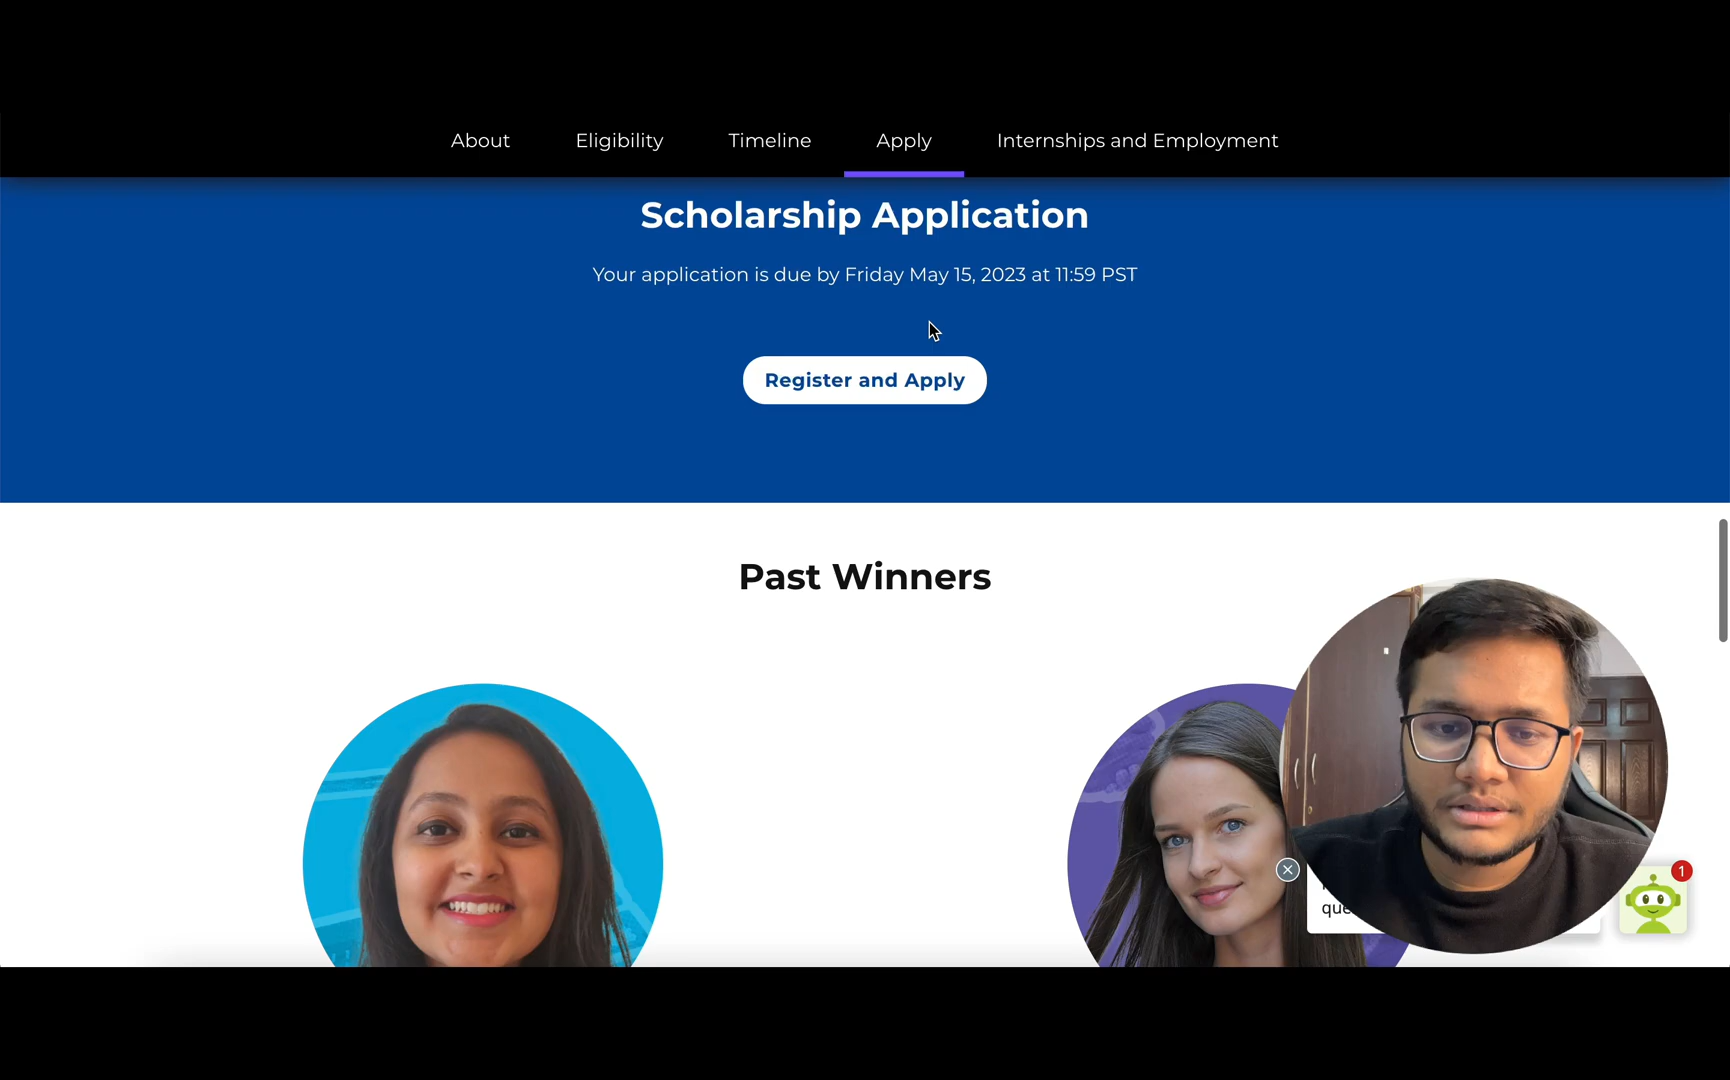 About
Eligibility
Timeline
Apply
Internships and Employment
Scholarship Application
Your application is due by Friday May 15, 2023 at 11:59 PST
Register and Apply
Past Winners
1